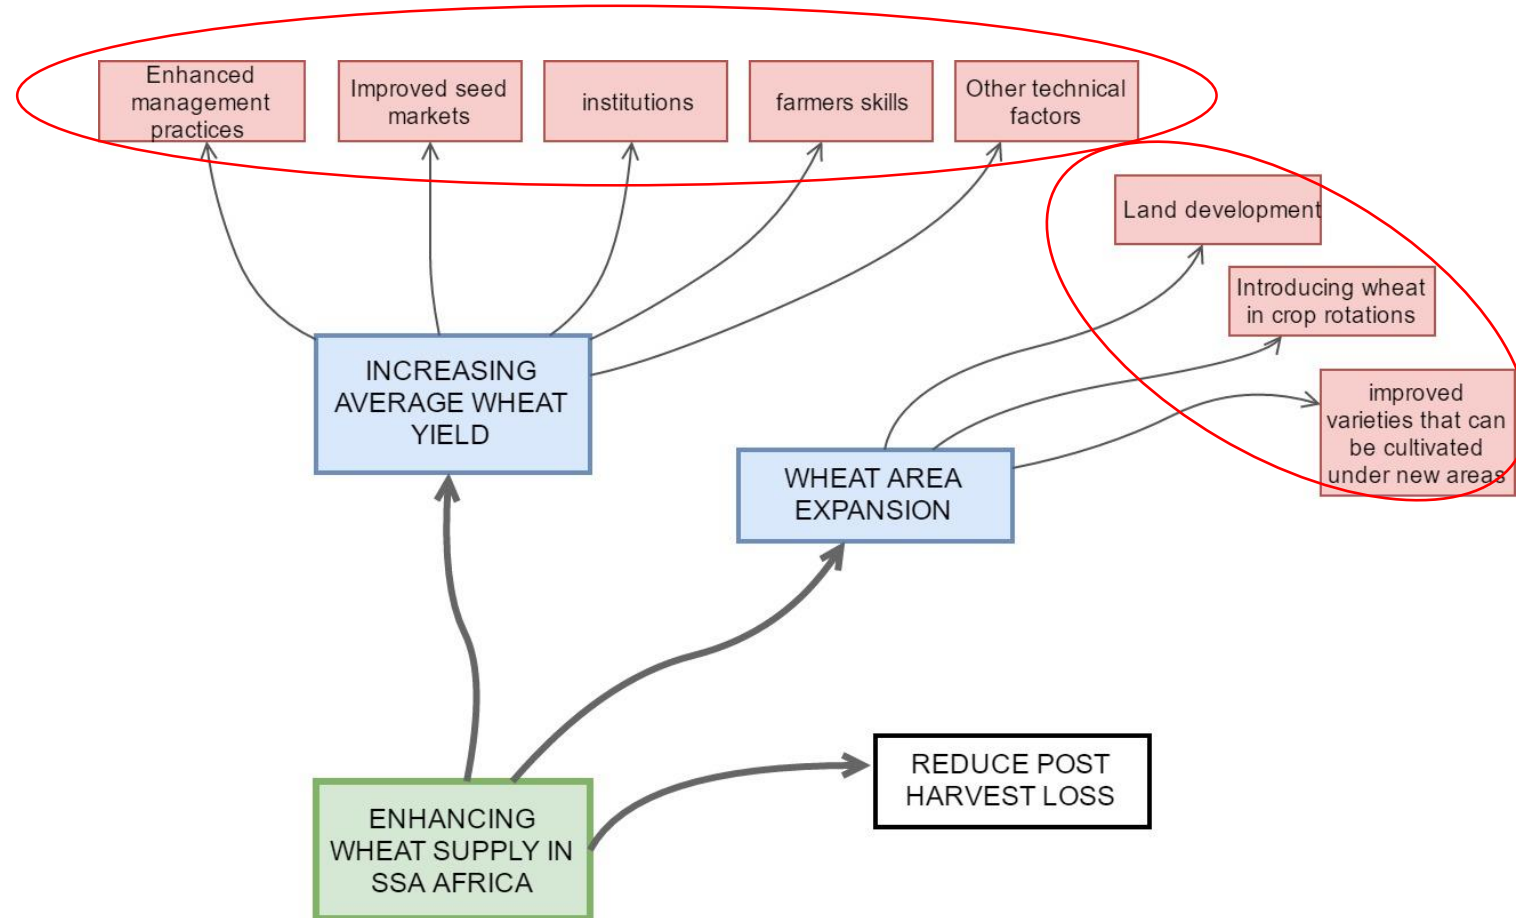 Enhanced
management
practices
Improved seed
markets
institutions
farmers skills
Other technical
factors
Land development
Introducing wheat
in crop rotations
improved
varieties that can
be cultivated
under new areas
INCREASING
AVERAGE WHEAT
YIELD
WHEAT AREA
EXPANSION
REDUCE POST
HARVEST LOSS
ENHANCING
WHEAT SUPPLY IN
SSA AFRICA